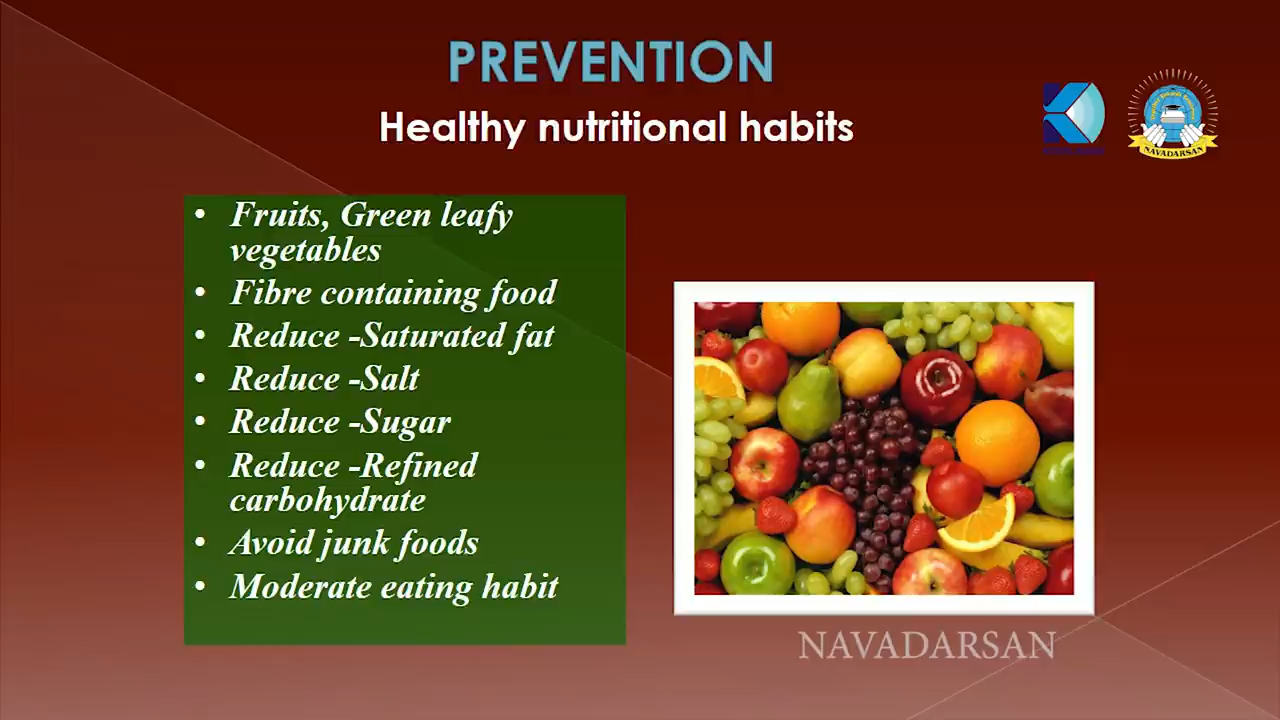 PREVENTION
Healthy nutritional habits
NAVADARSAN
• Fruits, Green leafy
vegetables
• Fibre containing food
• Reduce -Saturated fat
• Reduce -Salt
• Reduce -Sugar
• Reduce -Refined
carbohydrate
• Avoid junk foods
• Moderate eating habit
NAVADARSAN